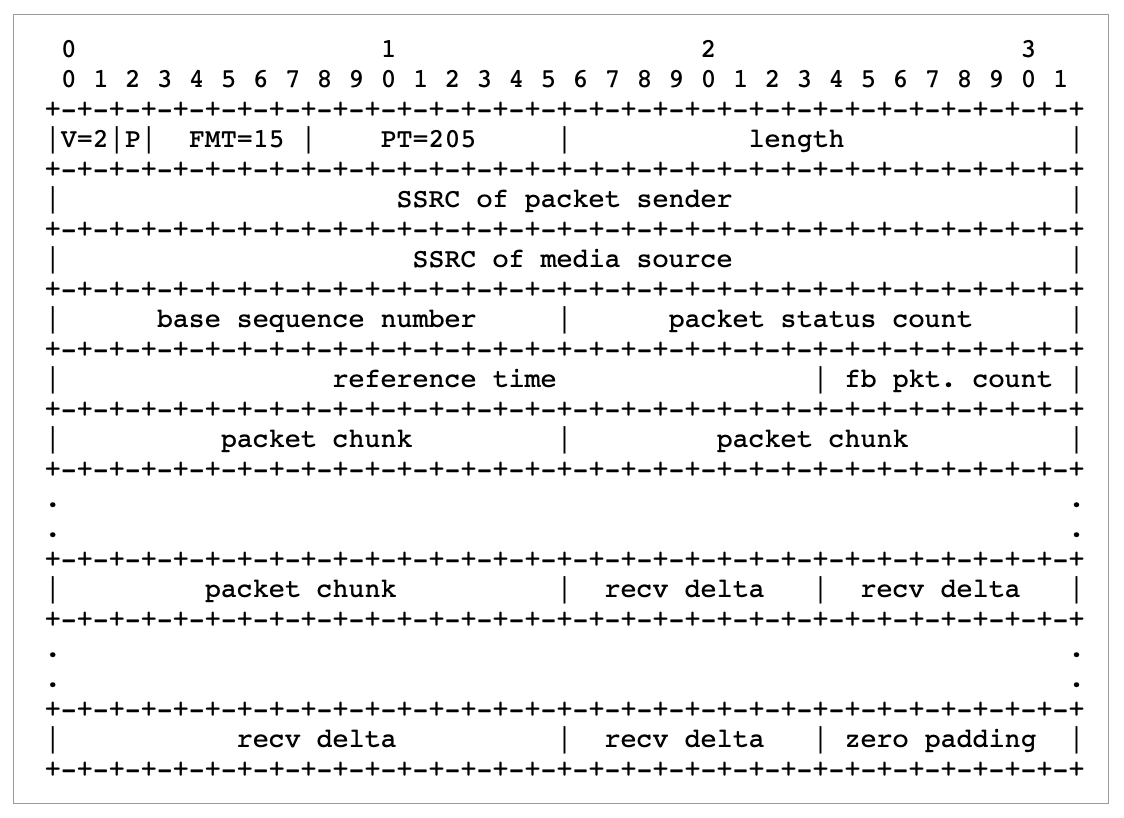 0                   1                   2                   3
 0 1 2 3 4 5 6 7 8 9 0 1 2 3 4 5 6 7 8 9 0 1 2 3 4 5 6 7 8 9 0 1
+-+-+-+-+-+-+-+-+-+-+-+-+-+-+-+-+-+-+-+-+-+-+-+-+-+-+-+-+-+-+-+-+
|V=2|P|  FMT=15 |    PT=205     |           length              |
+-+-+-+-+-+-+-+-+-+-+-+-+-+-+-+-+-+-+-+-+-+-+-+-+-+-+-+-+-+-+-+-+
|                     SSRC of packet sender                     |
+-+-+-+-+-+-+-+-+-+-+-+-+-+-+-+-+-+-+-+-+-+-+-+-+-+-+-+-+-+-+-+-+
|                      SSRC of media source                     |
+-+-+-+-+-+-+-+-+-+-+-+-+-+-+-+-+-+-+-+-+-+-+-+-+-+-+-+-+-+-+-+-+
|      base sequence number     |      packet status count      |
+-+-+-+-+-+-+-+-+-+-+-+-+-+-+-+-+-+-+-+-+-+-+-+-+-+-+-+-+-+-+-+-+
|                 reference time                | fb pkt. count |
+-+-+-+-+-+-+-+-+-+-+-+-+-+-+-+-+-+-+-+-+-+-+-+-+-+-+-+-+-+-+-+-+
|          packet chunk         |         packet chunk          |
+-+-+-+-+-+-+-+-+-+-+-+-+-+-+-+-+-+-+-+-+-+-+-+-+-+-+-+-+-+-+-+-+
.                                                               .
.                                                               .
+-+-+-+-+-+-+-+-+-+-+-+-+-+-+-+-+-+-+-+-+-+-+-+-+-+-+-+-+-+-+-+-+
|         packet chunk          |  recv delta   |  recv delta   |
+-+-+-+-+-+-+-+-+-+-+-+-+-+-+-+-+-+-+-+-+-+-+-+-+-+-+-+-+-+-+-+-+
.                                                               .
.                                                               .
+-+-+-+-+-+-+-+-+-+-+-+-+-+-+-+-+-+-+-+-+-+-+-+-+-+-+-+-+-+-+-+-+
|           recv delta          |  recv delta   | zero padding  |
+-+-+-+-+-+-+-+-+-+-+-+-+-+-+-+-+-+-+-+-+-+-+-+-+-+-+-+-+-+-+-+-+